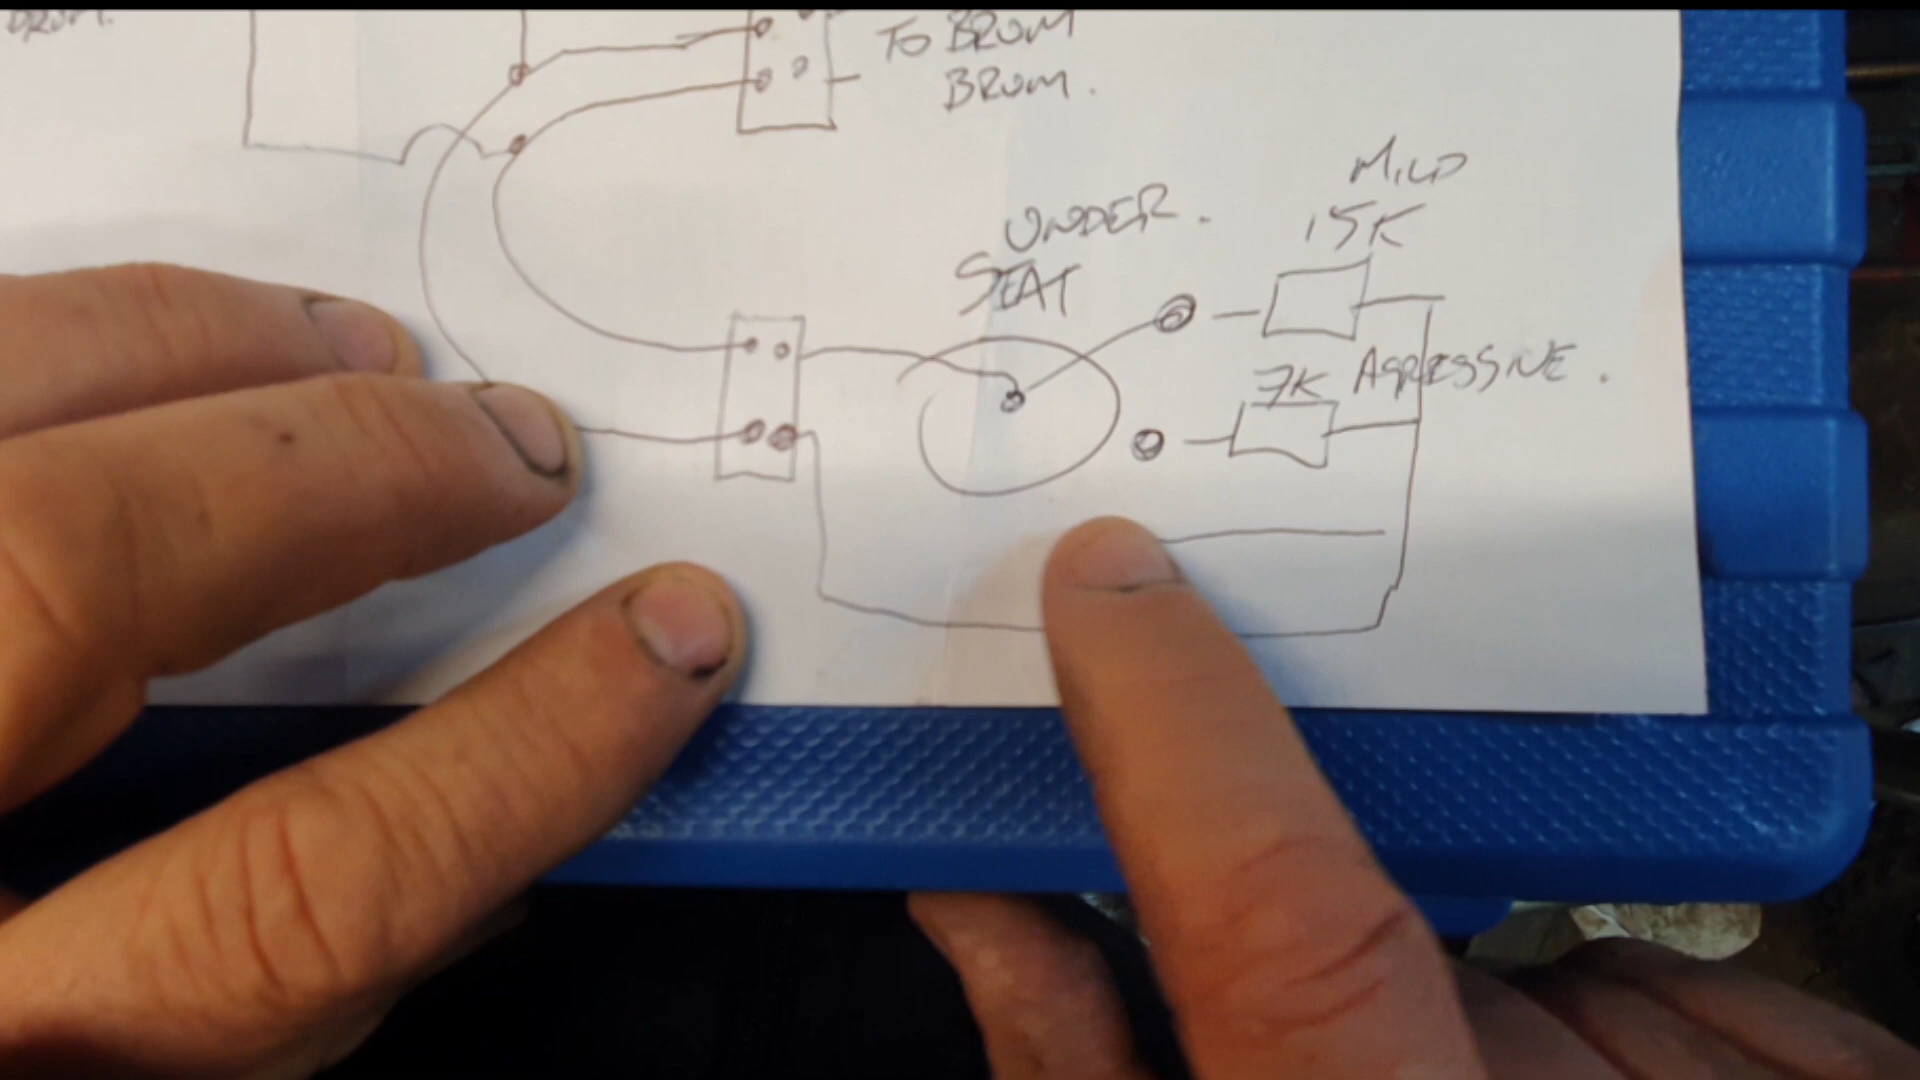 TO BRUM
BRUM.
MILD
15K
UNDER.
SEAT
7K AGRESSIVE.